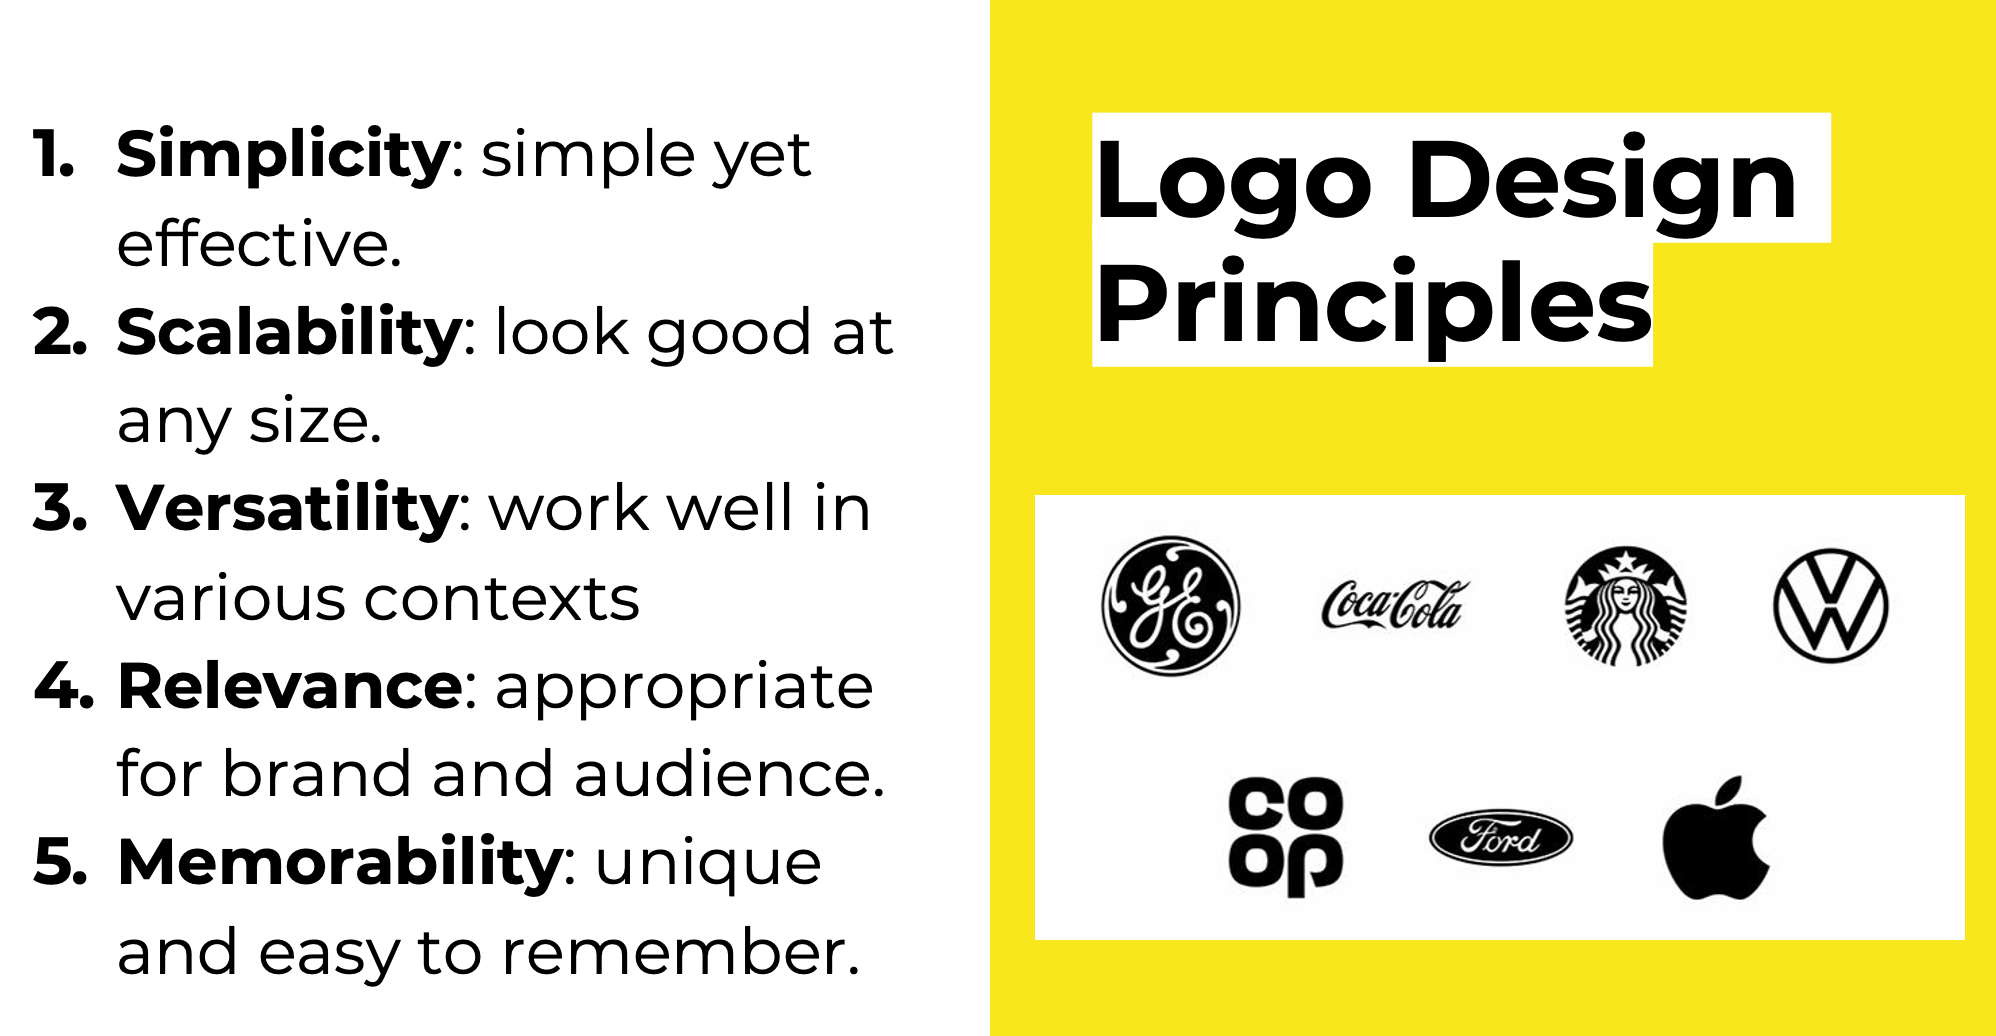 1. Simplicity: simple yet
effective.
2. Scalability: look good at
any size.
3. Versatility: work well in
various contexts
4. Relevance: appropriate
for brand and audience.
5. Memorability: unique
and easy to remember.
Logo Design
Principles
GE
Coca-Cola
VW
CO
OP
Ford